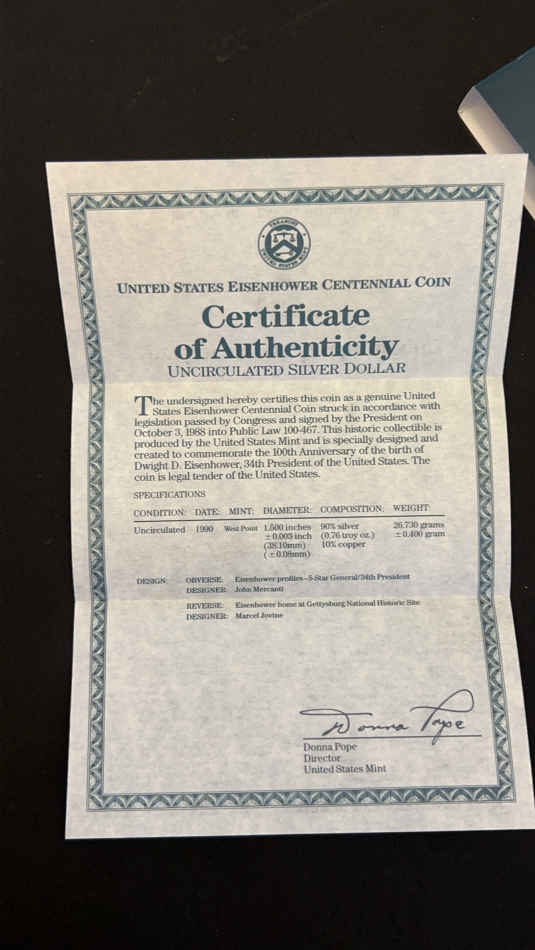 UNITED STATES EISENHOWER CENTENNIAL COIN
Certificate
of Authenticity
UNCIRCULATED SILVER DOLLAR
The undersigned hereby certifies this coin as a genuine United
States Eisenhower Centennial Coin struck in accordance with
legislation passed by Congress and signed by the President on
October 3, 1988 into Public Law 100-467. This historic collectible is
produced by the United States Mint and is specially designed and
created to commemorate the 100th Anniversary of the birth of
Dwight D. Eisenhower, 34th President of the United States. The
coin is legal tender of the United States.
SPECIFICATIONS
CONDITION: DATE: MINT: DIAMETER: COMPOSITION: WEIGHT:
Uncirculated 1990 West Point 1.500 inches 90% silver 26.730 grams
±0.003 inch (0.76 troy oz.) ±0.400 gram
(38.10mm) 10% copper
(±0.08mm)
DESIGN: OBVERSE: Eisenhower profiles—5-Star General/34th President
DESIGNER: John Mercanti
REVERSE: Eisenhower home at Gettysburg National Historic Site
DESIGNER: Marcel Jovine
Donna Pope
Donna Pope
Director
United States Mint